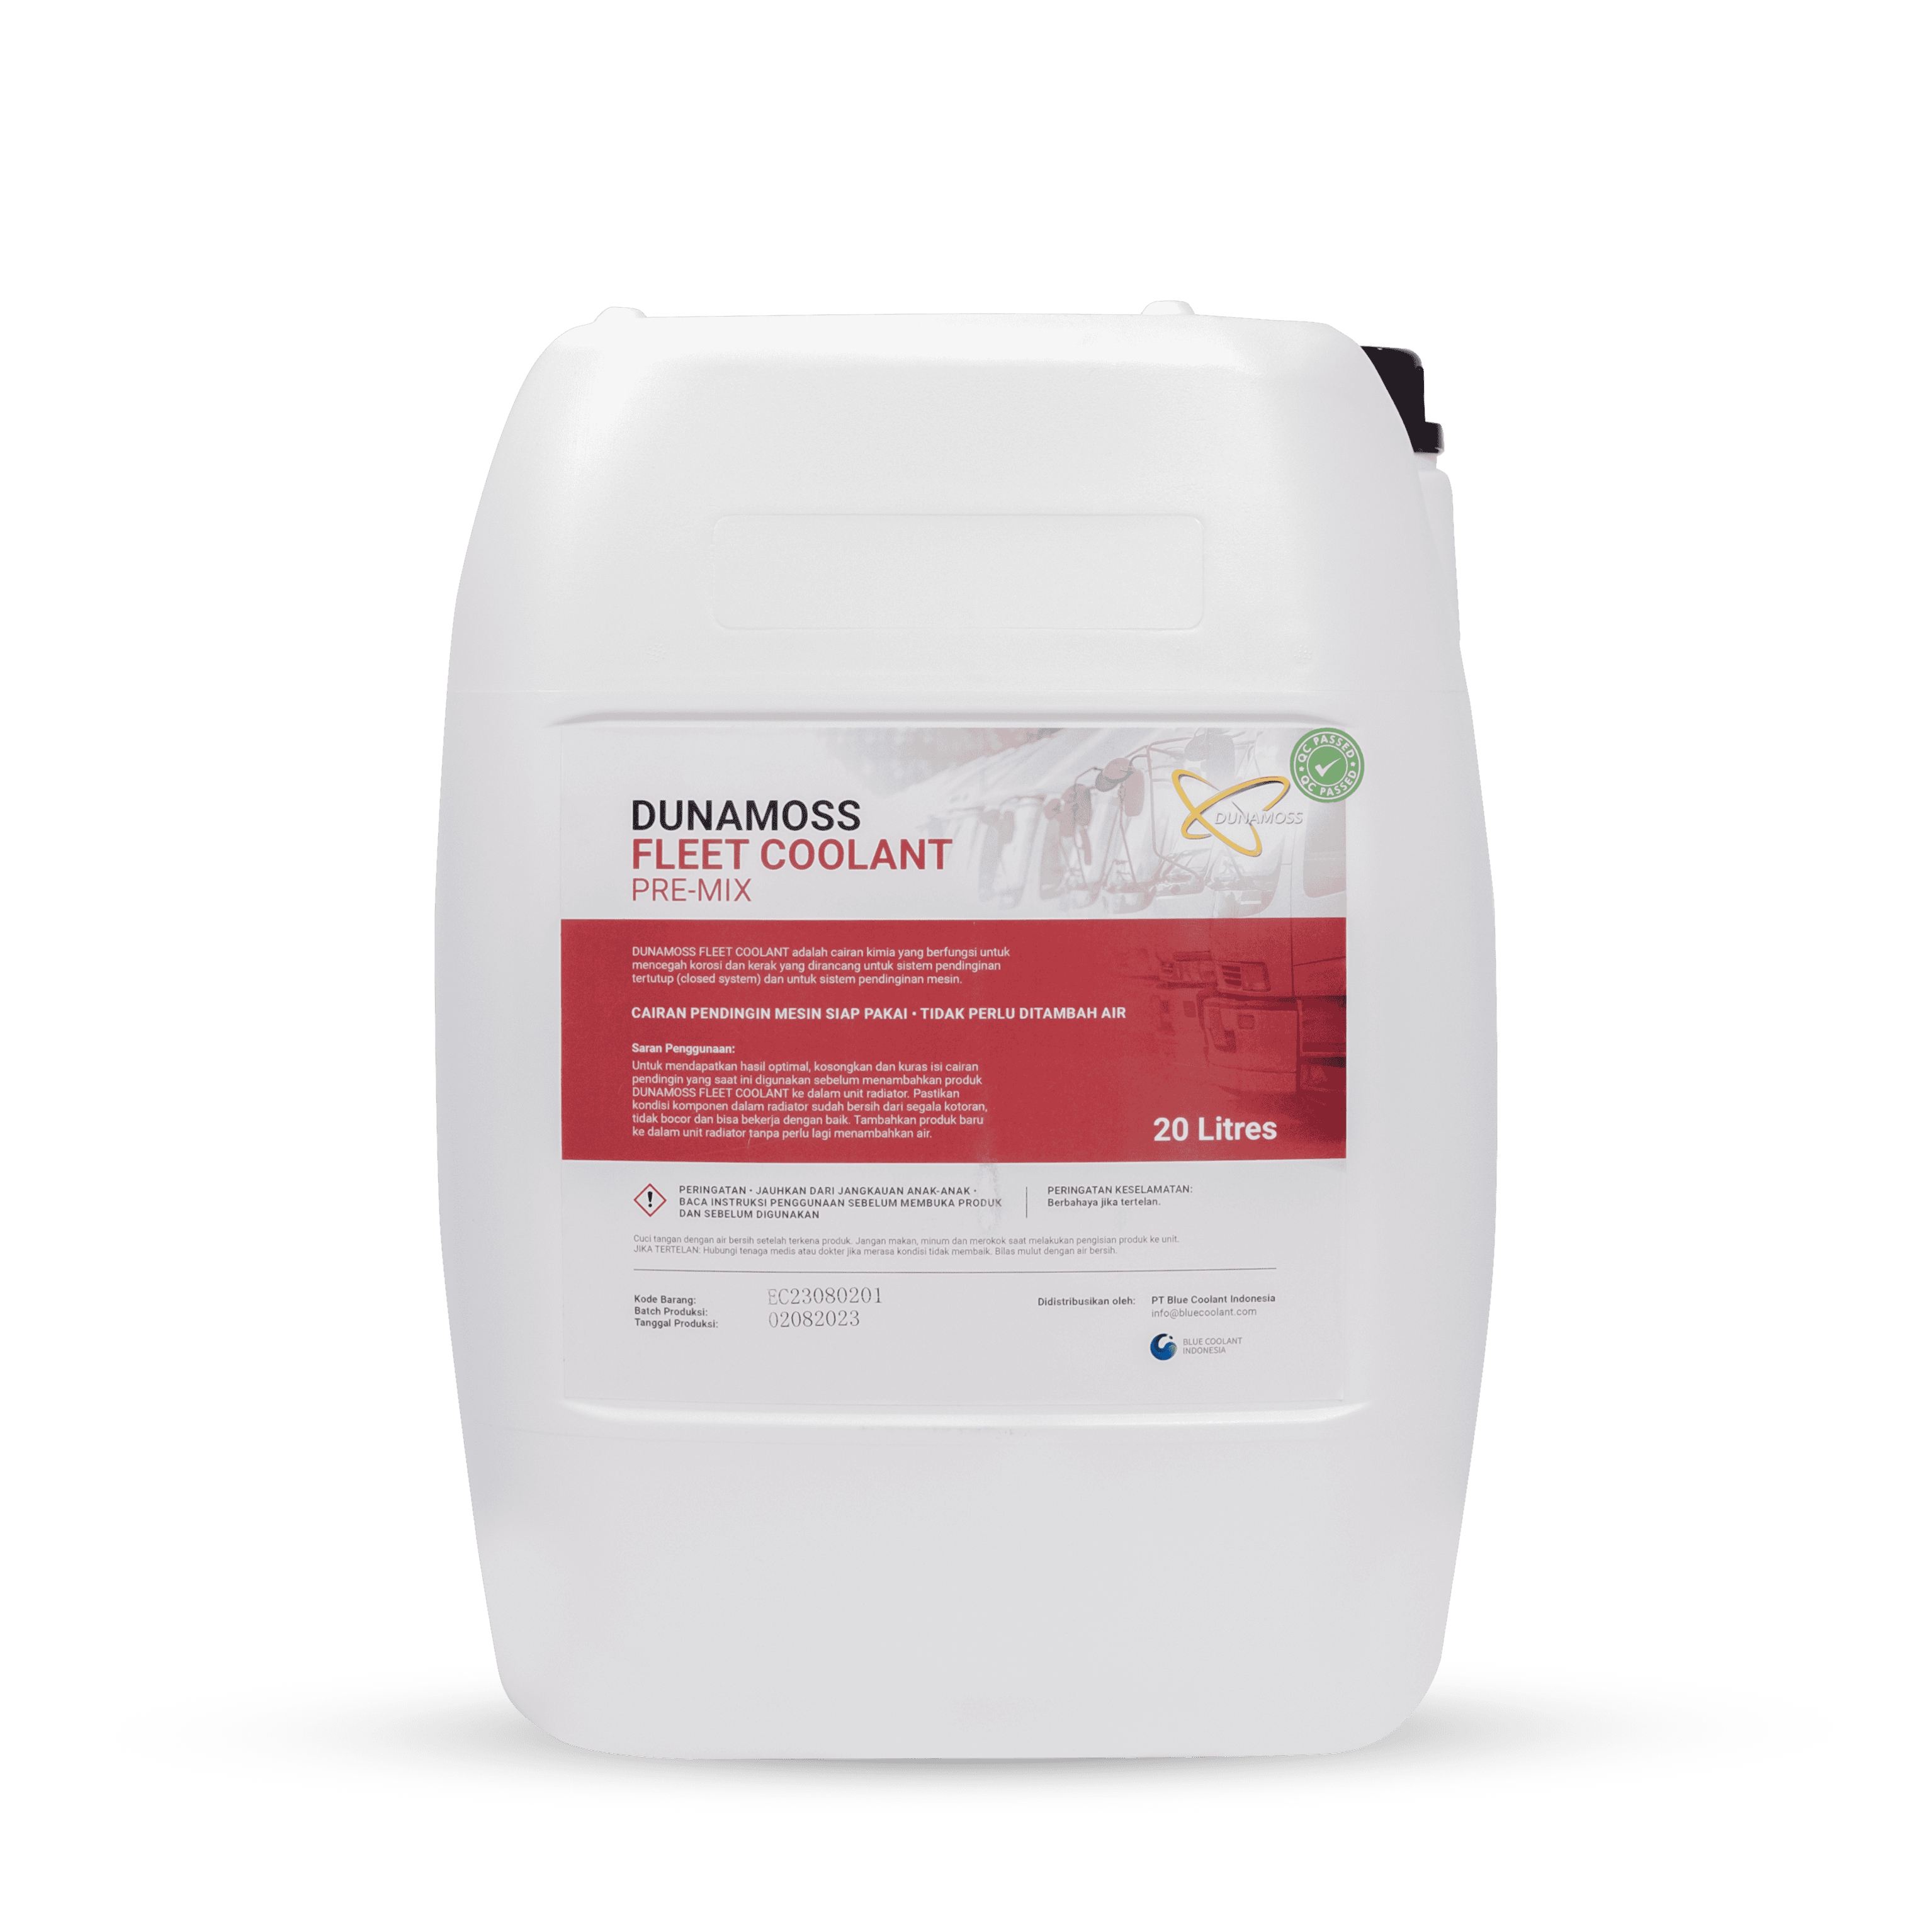 QC PASSED
QC PASSED
DUNAMOSS
DUNAMOSS
FLEET COOLANT
PRE-MIX
DUNAMOSS FLEET COOLANT adalah cairan kimia yang berfungsi untuk
mencegah korosi dan kerak yang dirancang untuk sistem pendinginan
tertutup (closed system) dan untuk sistem pendinginan mesin.
CAIRAN PENDINGIN MESIN SIAP PAKAI • TIDAK PERLU DITAMBAH AIR
Saran Penggunaan:
Untuk mendapatkan hasil optimal, kosongkan dan kuras isi cairan
pendingin yang saat ini digunakan sebelum menambahkan produk
DUNAMOSS FLEET COOLANT ke dalam unit radiator. Pastikan
kondisi komponen dalam radiator sudah bersih dari segala kotoran,
tidak bocor dan bisa bekerja dengan baik. Tambahkan produk baru
ke dalam unit radiator tanpa perlu lagi menambahkan air.
20 Litres
PERINGATAN • JAUHKAN DARI JANGKAUAN ANAK-ANAK •
BACA INSTRUKSI PENGGUNAAN SEBELUM MEMBUKA PRODUK
DAN SEBELUM DIGUNAKAN
PERINGATAN KESELAMATAN:
Berbahaya jika tertelan.
Cuci tangan dengan air bersih setelah terkena produk. Jangan makan, minum dan merokok saat melakukan pengisian produk ke unit.
JIKA TERTELAN: Hubungi tenaga medis atau dokter jika merasa kondisi tidak membaik. Bilas mulut dengan air bersih.
Kode Barang:
Batch Produksi:
Tanggal Produksi:
EC23080201
02082023
Didistribusikan oleh:
PT Blue Coolant Indonesia
info@bluecoolant.com
BLUE COOLANT
INDONESIA